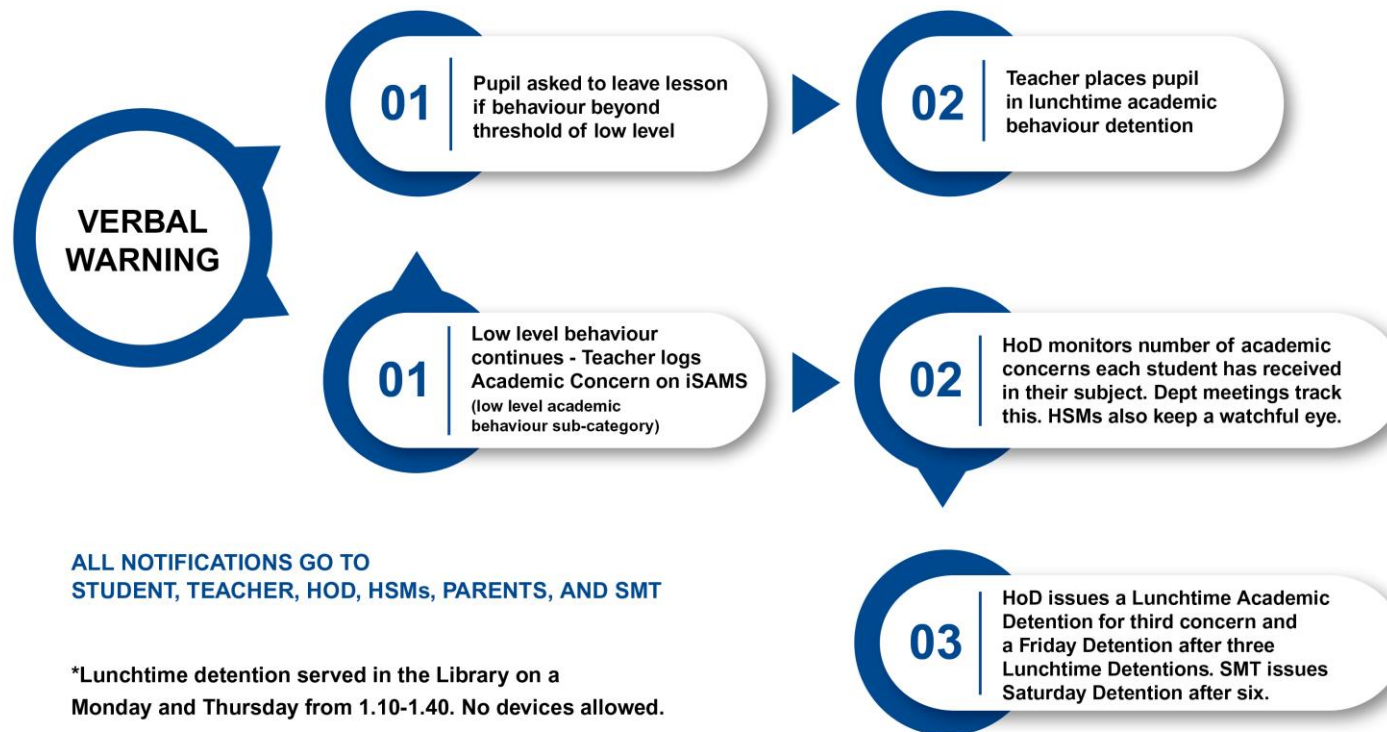 VERBAL
WARNING
01
Pupil asked to leave lesson
if behaviour beyond
threshold of low level
02
Teacher places pupil
in lunchtime academic
behaviour detention
01
Low level behaviour
continues - Teacher logs
Academic Concern on iSAMS
(low level academic
behaviour sub-category)
02
HoD monitors number of academic
concerns each student has received
in their subject. Dept meetings track
this. HSMs also keep a watchful eye.
03
HoD issues a Lunchtime Academic
Detention for third concern and
a Friday Detention after three
Lunchtime Detentions. SMT issues
Saturday Detention after six.
ALL NOTIFICATIONS GO TO
STUDENT, TEACHER, HOD, HSMs, PARENTS, AND SMT
*Lunchtime detention served in the Library on a
Monday and Thursday from 1.10-1.40. No devices allowed.